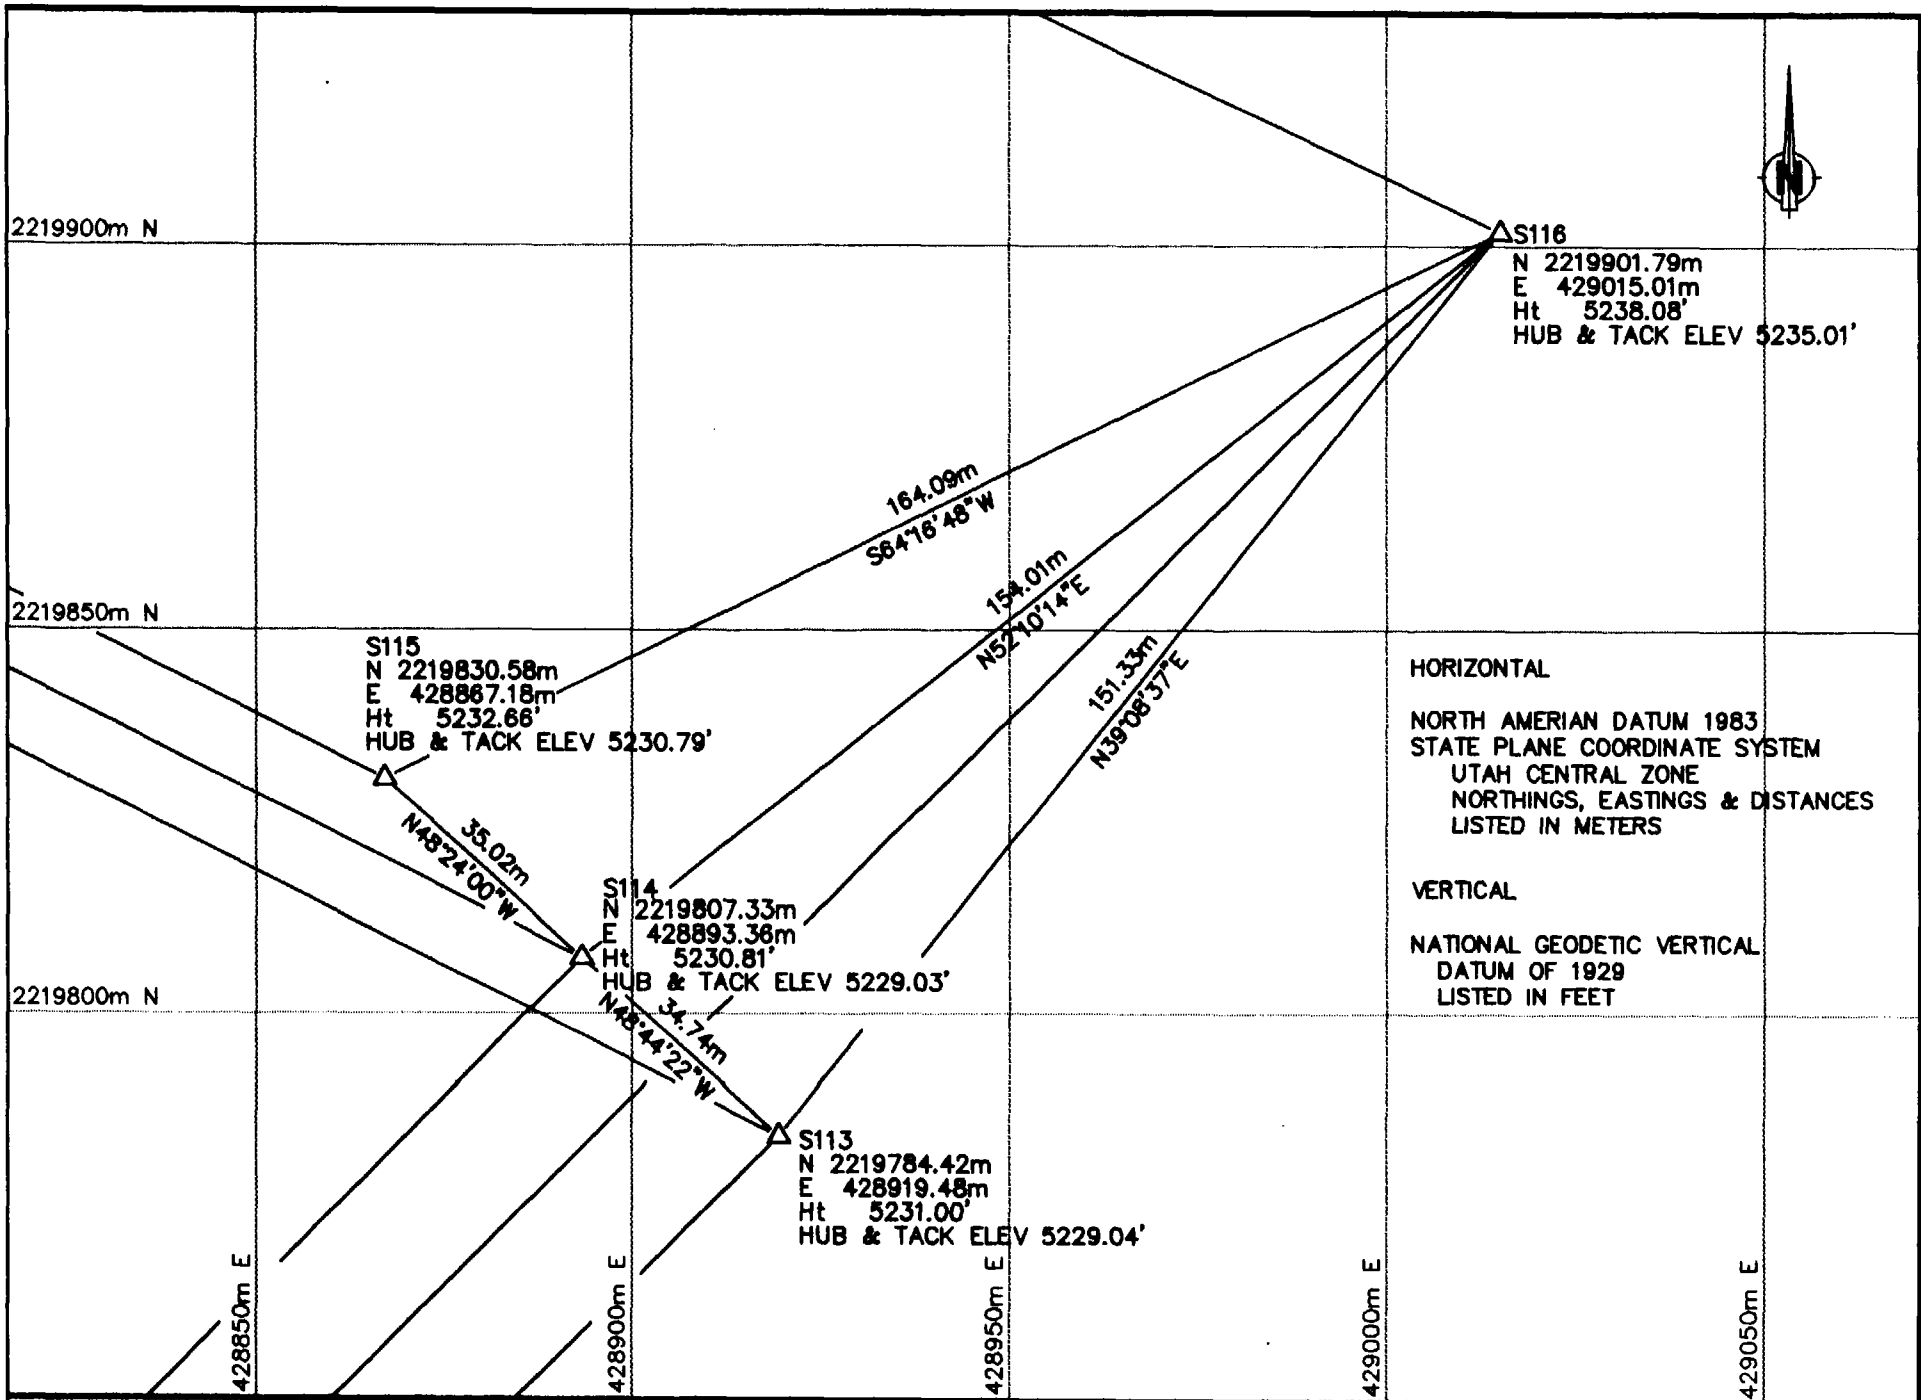 N
2219900m N
S116
N 2219901.79m
E 429015.01m
Ht 5238.08'
HUB & TACK ELEV 5235.01'
164.09m
S64°16'48"W
154.01m
N52°10'14"E
151.33m
N39°08'37"E
2219850m N
S115
N 2219830.58m
E 428867.18m
Ht 5232.66'
HUB & TACK ELEV 5230.79'
35.02m
N48°24'00"W
S114
N 2219807.33m
E 428893.36m
Ht 5230.81'
HUB & TACK ELEV 5229.03'
2219800m N
34.74m
N48°44'22"W
S113
N 2219784.42m
E 428919.48m
Ht 5231.00'
HUB & TACK ELEV 5229.04'
HORIZONTAL
NORTH AMERIAN DATUM 1983
STATE PLANE COORDINATE SYSTEM
UTAH CENTRAL ZONE
NORTHINGS, EASTINGS & DISTANCES
LISTED IN METERS
VERTICAL
NATIONAL GEODETIC VERTICAL
DATUM OF 1929
LISTED IN FEET
428850m E
428900m E
428950m E
429000m E
429050m E